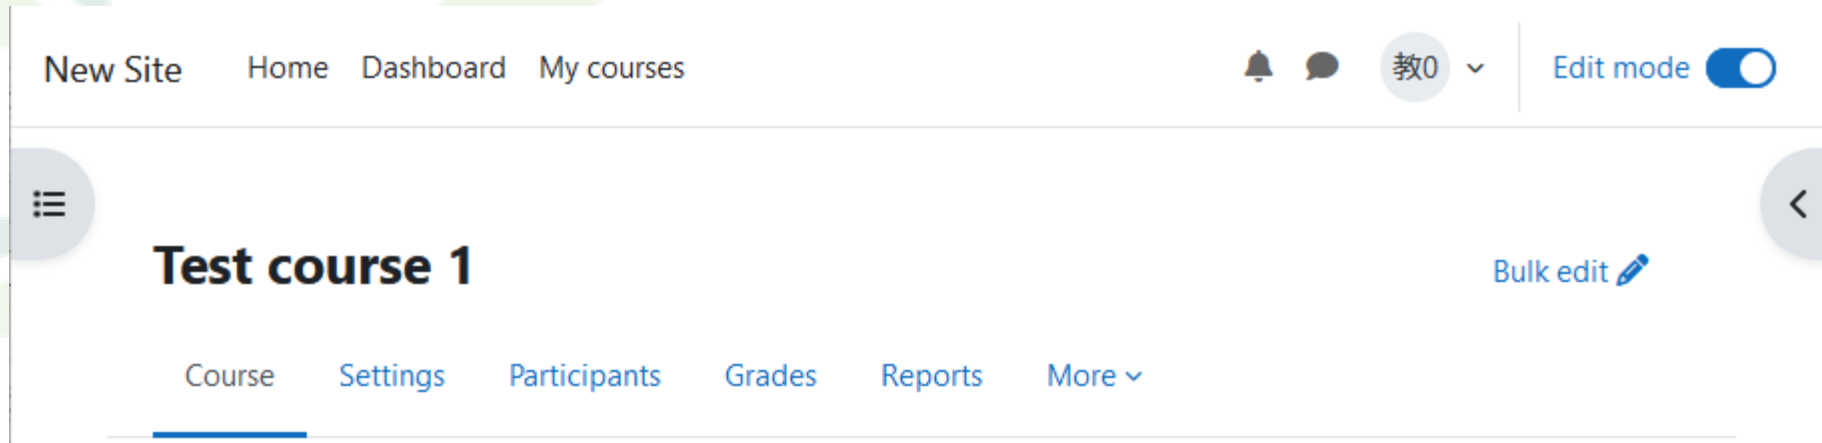 New Site Home Dashboard My courses 教0 Edit mode
Test course 1 Bulk edit
Course Settings Participants Grades Reports More